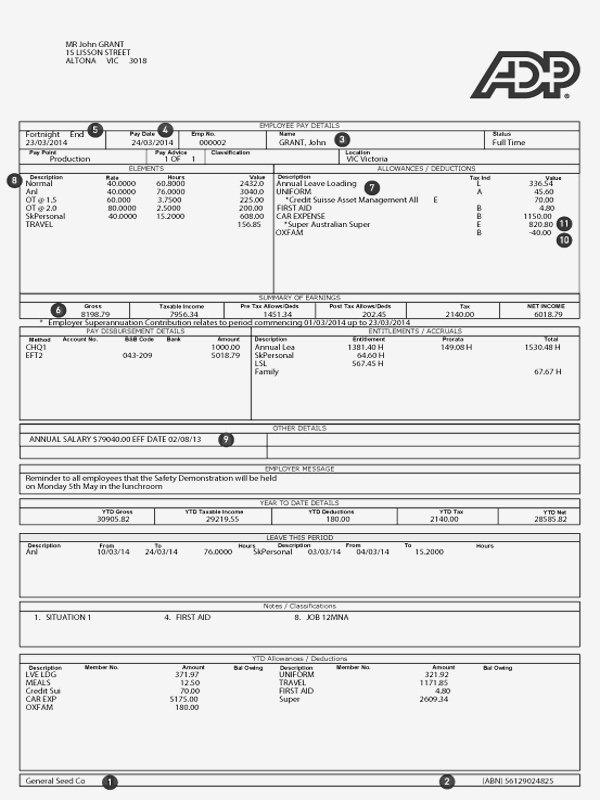 MR John GRANT
15 LISSON STREET
ALTONA VIC 3018
ADP
EMPLOYEE PAY DETAILS
Fortnight End 5 Pay Date 4 Emp No. Name Status
23/03/2014 24/03/2014 000002 GRANT, John 3 Full Time
Pay Point Pay Advice Classification Location
Production 1 OF 1 VIC Victoria
ELEMENTS ALLOWANCES / DEDUCTIONS
8 Description Rate Hours Value Description Tax Ind Value
Normal 40.0000 60.8000 2432.0 Annual Leave Loading L 336.54
Anl 40.0000 76.0000 3040.0 UNIFORM 7 A 45.60
OT @ 1.5 60.000 3.7500 225.00 *Credit Suisse Asset Management All E 70.00
OT @ 2.0 80.0000 2.5000 200.00 FIRST AID B 4.80
SkPersonal 40.0000 15.2000 608.00 CAR EXPENSE B 1150.00
TRAVEL 156.85 *Super Australian Super E 820.80 11
OXFAM B -40.00 10
SUMMARY OF EARNINGS
6 Gross Taxable Income Pre Tax Allows/Deds Post Tax Allows/Deds Tax NET INCOME
8198.79 7956.34 1451.34 202.45 2140.00 6018.79
* Employer Superannuation Contribution relates to period commencing 01/03/2014 up to 23/03/2014
PAY DISBURSEMENT DETAILS ENTITLEMENTS / ACCRUALS
Method Account No. BSB Code Bank Amount Description Entitlement Prorata Total
CHQ1 1000.00 Annual Lea 1381.40 H 149.08 H 1530.48 H
EFT2 043-209 5018.79 SkPersonal 64.60 H
LSL 567.45 H
Family 67.67 H
OTHER DETAILS
ANNUAL SALARY $79040.00 EFF DATE 02/08/13 9
EMPLOYER MESSAGE
Reminder to all employees that the Safety Demonstration will be held
on Monday 5th May in the lunchroom
YEAR TO DATE DETAILS
YTD Gross YTD Taxable Income YTD Deductions YTD Tax YTD Net
30905.82 29219.55 180.00 2140.00 28585.82
LEAVE THIS PERIOD
Description From To Hours Description From To Hours
Anl 10/03/14 24/03/14 76.0000 SkPersonal 03/03/14 04/03/14 15.2000
Notes / Classifications
1. SITUATION 1 4. FIRST AID 8. JOB 12MNA
YTD Allowances / Deductions
Description Member No. Amount Bal Owing Description Member No. Amount Bal Owing
LVE LDG 371.97 UNIFORM 321.92
MEALS 12.50 TRAVEL 1171.85
Credit Sui 70.00 FIRST AID 4.80
CAR EXP 5175.00 Super 2609.34
OXFAM 180.00
General Seed Co 1 2 (ABN) 56129024825